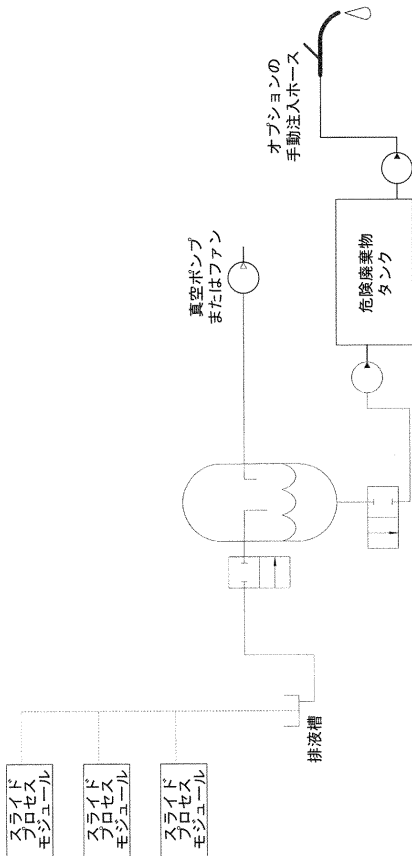 スライド
プロセス
モジュール
スライド
プロセス
モジュール
スライド
プロセス
モジュール
排液槽
真空ポンプ
またはファン
オプションの
手動注入ホース
危険廃棄物
タンク